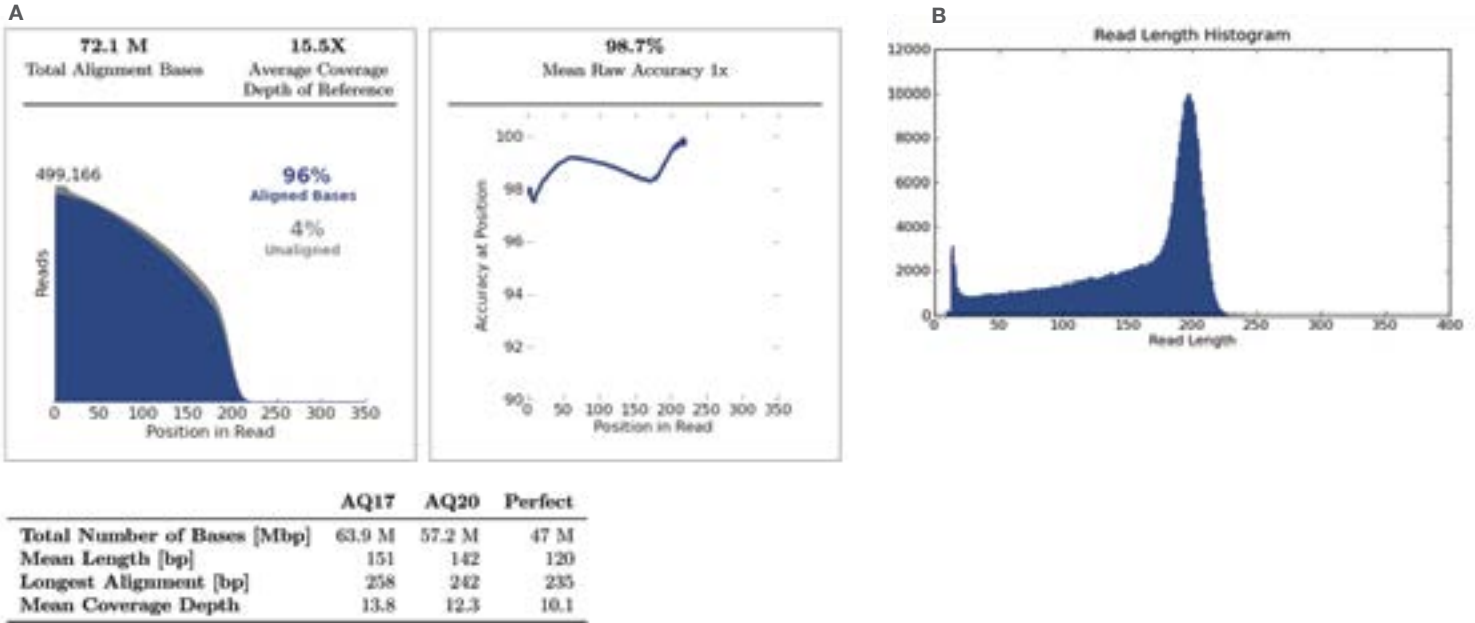 A
72.1 M
Total Alignment Bases
15.5X
Average Coverage
Depth of Reference
499,166
96%
Aligned Bases
4%
Unaligned
Reads
0 50 100 150 200 250 300 350
Position in Read
98.7%
Mean Raw Accuracy 1x
100
98
96
94
92
90
Accuracy at Position
0 50 100 150 200 250 300 350
Position in Read
B
Read Length Histogram
12000
10000
8000
6000
4000
2000
0
0 50 100 150 200 250 300 350 400
Read Length
AQ17 AQ20 Perfect
Total Number of Bases [Mbp] 63.9 M 57.2 M 47 M
Mean Length [bp] 151 142 120
Longest Alignment [bp] 258 242 235
Mean Coverage Depth 13.8 12.3 10.1